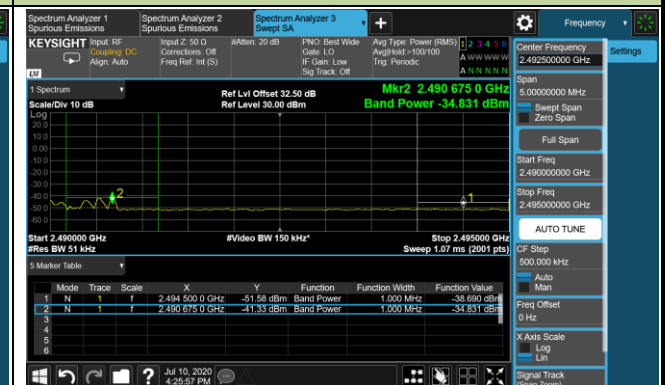 Spectrum Analyzer 1
Spurious Emissions
Spectrum Analyzer 2
Spurious Emissions
Spectrum Analyzer 3
Swept SA
+
Frequency
KEYSIGHT
Input: RF
Coupling: DC
Align: Auto
Input Z: 50 Ω
Corrections: Off
Freq Ref: Int (S)
#Atten: 20 dB
PNO: Best Wide
Gate: LO
IF Gain: Low
Sig Track: Off
Avg Type: Power (RMS)
Avg|Hold:>100/100
Trig: Periodic
1 2 3 4 5 6
A W W W W W
A N N N N N
LXI
Center Frequency
2.492500000 GHz
Settings
Span
5.00000000 MHz
Swept Span
Zero Span
Full Span
Start Freq
2.490000000 GHz
Stop Freq
2.495000000 GHz
AUTO TUNE
CF Step
500.000 kHz
Auto
Man
Freq Offset
0 Hz
X Axis Scale
Log
Lin
Signal Track
(Span Zoom)
1 Spectrum
Scale/Div 10 dB
Ref Lvl Offset 32.50 dB
Ref Level 30.00 dBm
Mkr2 2.490 675 0 GHz
Band Power -34.831 dBm
Log
20.0
10.0
0.00
-10.0
-20.0
-30.0
-40.0
-50.0
-60.0
2
1
Start 2.490000 GHz
#Res BW 51 kHz
#Video BW 150 kHz*
Stop 2.495000 GHz
Sweep 1.07 ms (2001 pts)
5 Marker Table
Mode Trace Scale X Y Function Function Width Function Value
1 N 1 f 2.494 500 0 GHz -51.58 dBm Band Power 1.000 MHz -38.690 dBm
2 N 1 f 2.490 675 0 GHz -41.33 dBm Band Power 1.000 MHz -34.831 dBm
3
4
5
6
?
Jul 10, 2020
4:25:57 PM